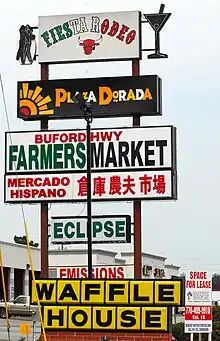 FIESTA RODEO
PLAZA DORADA
BUFORD HWY
FARMERS MARKET
MERCADO
HISPANO
倉庫農夫市場
ECLIPSE
EMISSIONS
WAFFLE
HOUSE
SPACE
FOR LEASE